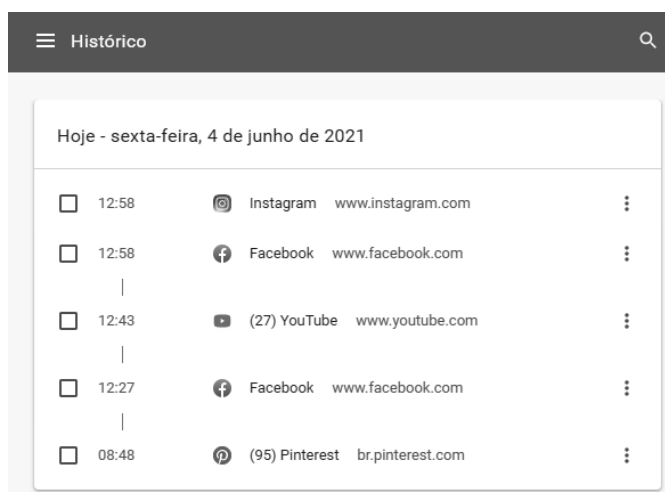 Histórico
Hoje - sexta-feira, 4 de junho de 2021
12:58 Instagram www.instagram.com
12:58 Facebook www.facebook.com
12:43 (27) YouTube www.youtube.com
12:27 Facebook www.facebook.com
08:48 (95) Pinterest br.pinterest.com